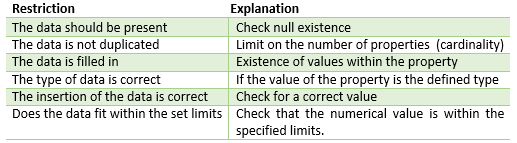 Restriction Explanation
The data should be present Check null existence
The data is not duplicated Limit on the number of properties (cardinality)
The data is filled in Existence of values within the property
The type of data is correct If the value of the property is the defined type
The insertion of the data is correct Check for a correct value
Does the data fit within the set limits Check that the numerical value is within the
specified limits.